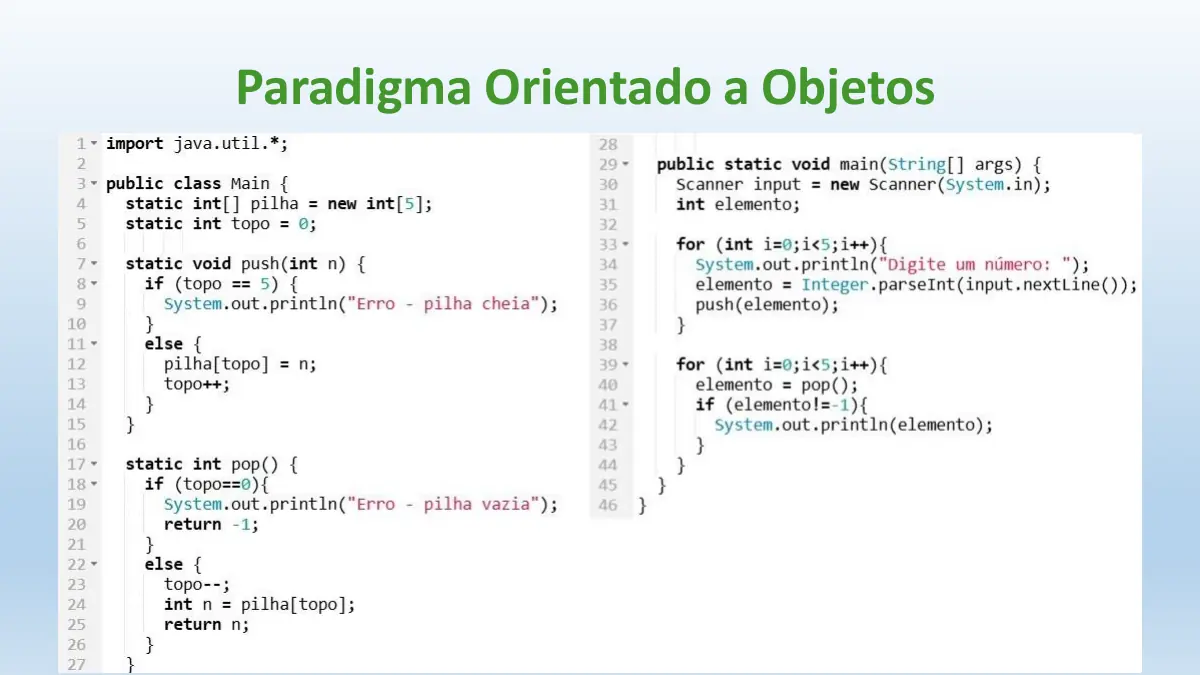 Paradigma Orientado a Objetos
1 import java.util.*;
2
3 public class Main {
4   static int[] pilha = new int[5];
5   static int topo = 0;
6
7   static void push(int n) {
8     if (topo == 5) {
9       System.out.println("Erro - pilha cheia");
10     }
11     else {
12       pilha[topo] = n;
13       topo++;
14     }
15   }
16
17   static int pop() {
18     if (topo==0){
19       System.out.println("Erro - pilha vazia");
20       return -1;
21     }
22     else {
23       topo--;
24       int n = pilha[topo];
25       return n;
26     }
27   }
28
29   public static void main(String[] args) {
30     Scanner input = new Scanner(System.in);
31     int elemento;
32
33     for (int i=0;i<5;i++){
34       System.out.println("Digite um número: ");
35       elemento = Integer.parseInt(input.nextLine());
36       push(elemento);
37     }
38
39     for (int i=0;i<5;i++){
40       elemento = pop();
41       if (elemento!=-1){
42         System.out.println(elemento);
43       }
44     }
45   }
46 }